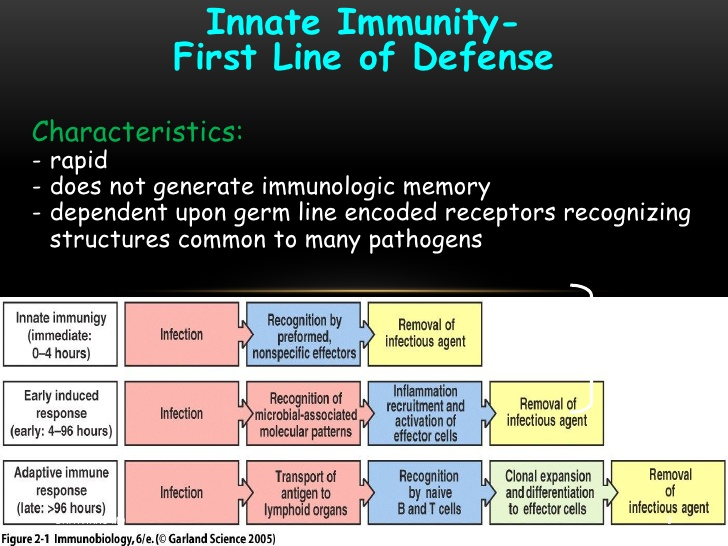 Innate Immunity-
First Line of Defense
Characteristics:
- rapid
- does not generate immunologic memory
- dependent upon germ line encoded receptors recognizing
structures common to many pathogens
Innate immunigy
(immediate:
0–4 hours)
Infection
Recognition by
preformed,
nonspecific effectors
Removal of
infectious agent
Early induced
response
(early: 4–96 hours)
Infection
Recognition of
microbial-associated
molecular patterns
Inflammation
recruitment and
activation of
effector cells
Removal of
infectious agent
Adaptive immune
response
(late: >96 hours)
Infection
Transport of
antigen to
lymphoid organs
Recognition
by naive
B and T cells
Clonal expansion
and differentiation
to effector cells
Removal
of
infectious agent
Figure 2-1 Immunobiology, 6/e. (© Garland Science 2005)